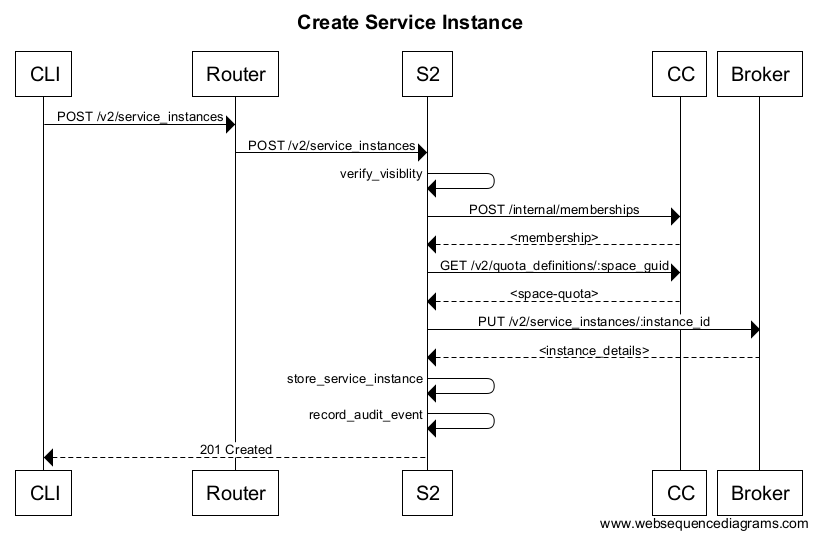 Create Service Instance
CLI Router S2 CC Broker
POST /v2/service_instances
POST /v2/service_instances
verify_visiblity
POST /internal/memberships
<membership>
GET /v2/quota_definitions/:space_guid
<space-quota>
PUT /v2/service_instances/:instance_id
<instance_details>
store_service_instance
record_audit_event
201 Created
CLI Router S2 CC Broker
www.websequencediagrams.com